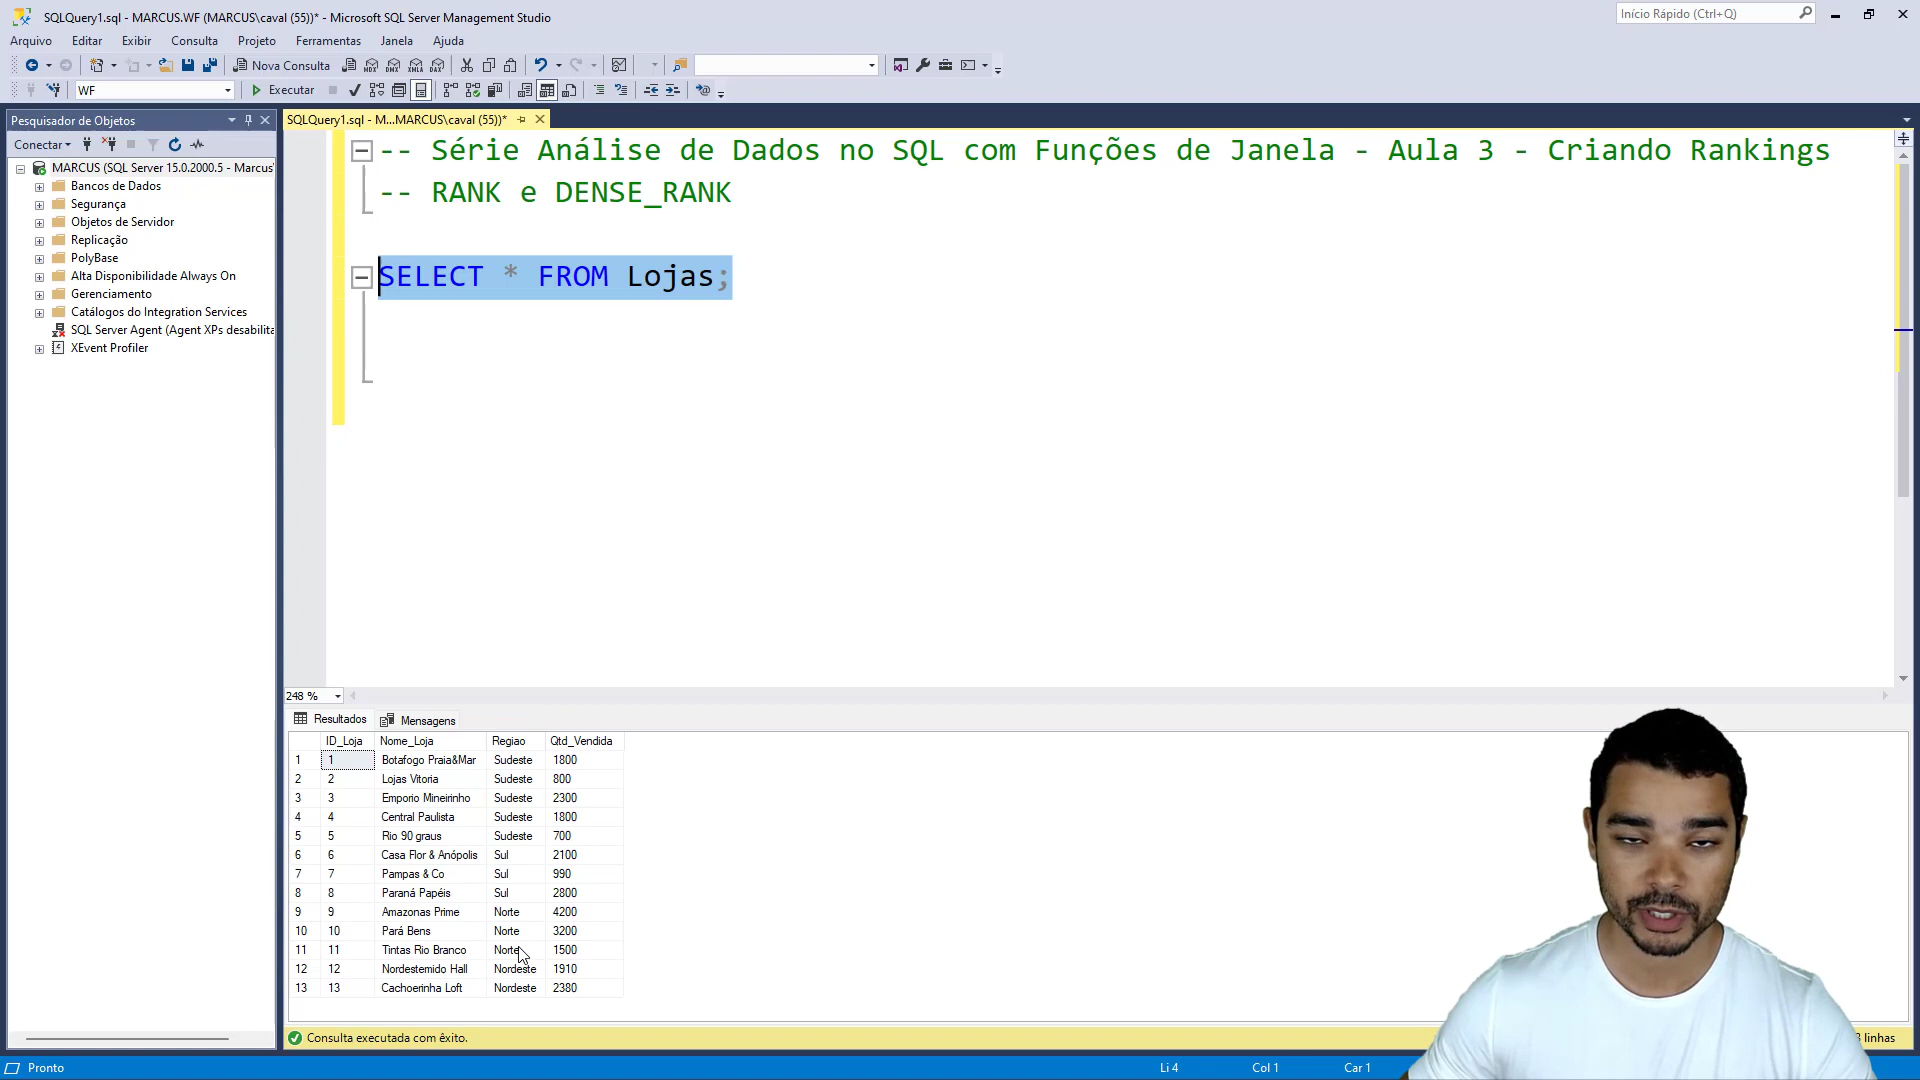 SQLQuery1.sql - MARCUS.WF (MARCUS\caval (55))* - Microsoft SQL Server Management Studio
Início Rápido (Ctrl+Q)
Arquivo Editar Exibir Consulta Projeto Ferramentas Janela Ajuda
Nova Consulta
WF Executar
Pesquisador de Objetos
SQLQuery1.sql - M...MARCUS\caval (55))*
Conectar
MARCUS (SQL Server 15.0.2000.5 - Marcus'
Bancos de Dados
Segurança
Objetos de Servidor
Replicação
PolyBase
Alta Disponibilidade Always On
Gerenciamento
Catálogos do Integration Services
SQL Server Agent (Agent XPs desabilita
XEvent Profiler
-- Série Análise de Dados no SQL com Funções de Janela - Aula 3 - Criando Rankings
-- RANK e DENSE_RANK
SELECT * FROM Lojas;
248 %
Resultados Mensagens
ID_Loja Nome_Loja Regiao Qtd_Vendida
1 1 Botafogo Praia&Mar Sudeste 1800
2 2 Lojas Vitoria Sudeste 800
3 3 Emporio Mineirinho Sudeste 2300
4 4 Central Paulista Sudeste 1800
5 5 Rio 90 graus Sudeste 700
6 6 Casa Flor & Anópolis Sul 2100
7 7 Pampas & Co Sul 990
8 8 Paraná Papéis Sul 2800
9 9 Amazonas Prime Norte 4200
10 10 Pará Bens Norte 3200
11 11 Tintas Rio Branco Norte 1500
12 12 Nordestemido Hall Nordeste 1910
13 13 Cachoerinha Loft Nordeste 2380
Consulta executada com êxito.
linhas
Pronto Li 4 Col 1 Car 1